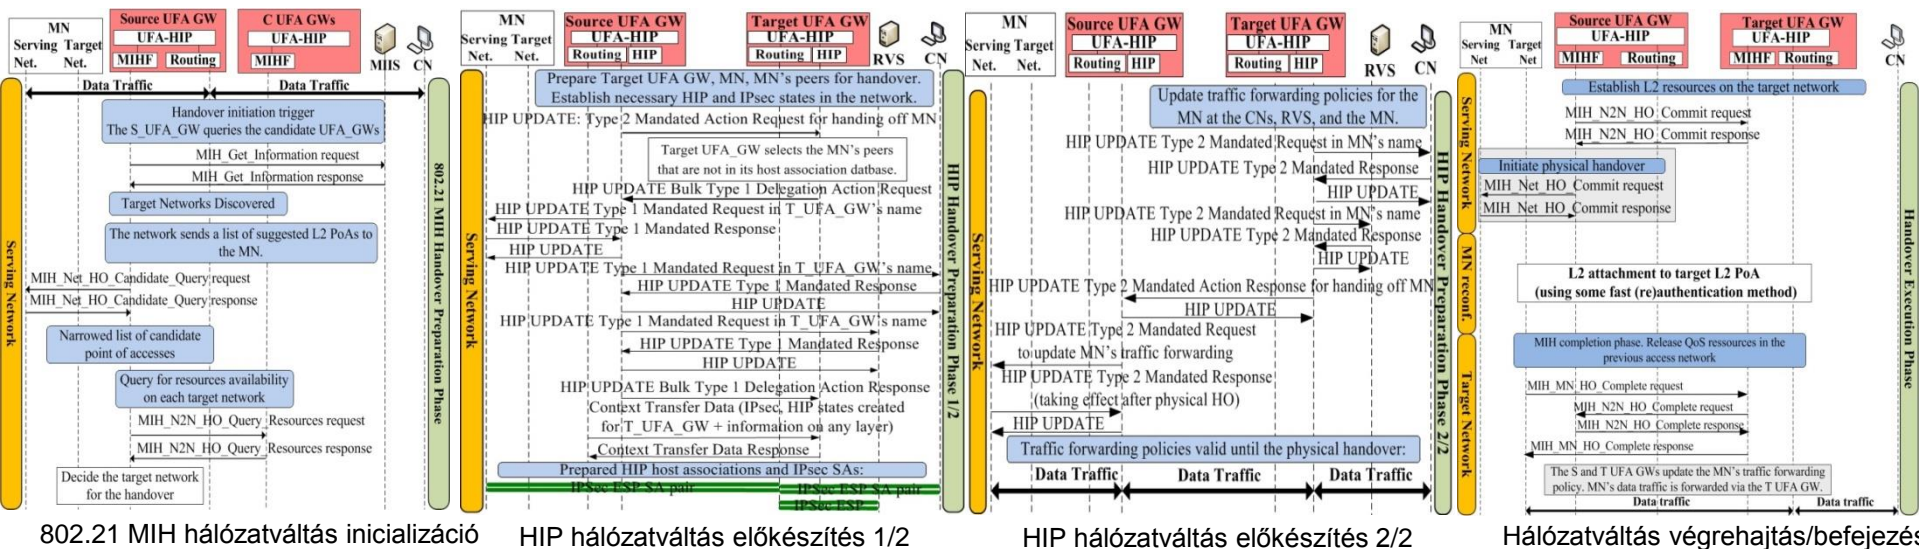 MN
Serving Target
Net. Net.
Source UFA GW
UFA-HIP
MIHF Routing
C UFA GWs
UFA-HIP
MIHF
MIIS
CN
Data Traffic
Data Traffic
Handover initiation trigger
The S_UFA_GW queries the candidate UFA_GWs
MIH_Get_Information request
MIH_Get_Information response
Target Networks Discovered
The network sends a list of suggested L2 PoAs to
the MN.
MIH_Net_HO_Candidate_Query request
MIH_Net_HO_Candidate_Query response
Narrowed list of candidate
point of accesses
Query for resources availability
on each target network
MIH_N2N_HO_Query_Resources request
MIH_N2N_HO_Query_Resources response
Decide the target network
for the handover
Serving Network
802.21 MIH Handover Preparation
Phase
802.21 MIH hálózatváltás inicializáció
MN
Serving Target
Net. Net.
Source UFA GW
UFA-HIP
Routing HIP
Target UFA GW
UFA-HIP
Routing HIP
RVS
CN
Prepare Target UFA GW, MN, MN's peers for handover.
Establish necessary HIP and IPsec states in the network.
HIP UPDATE: Type 2 Mandated Action Request for handing off MN
Target UFA_GW selects the MN's peers
that are not in its host association datbase.
HIP UPDATE Bulk Type 1 Delegation Action Request
HIP UPDATE Type 1 Mandated Request in T_UFA_GW's name
HIP UPDATE Type 1 Mandated Response
HIP UPDATE
HIP UPDATE Type 1 Mandated Request in T_UFA_GW's name
HIP UPDATE Type 1 Mandated Response
HIP UPDATE
HIP UPDATE Type 1 Mandated Request in T_UFA_GW's name
HIP UPDATE Type 1 Mandated Response
HIP UPDATE
HIP UPDATE Bulk Type 1 Delegation Action Response
Context Transfer Data (IPsec, HIP states created
for T_UFA_GW + information on any layer)
Context Transfer Data Response
Prepared HIP host associations and IPsec SAs:
IPSec ESP SA pair
IPSec ESP SA pair
IPSec ESP
Serving Network
HIP Handover Preparation Phase 1/2
HIP hálózatváltás előkészítés 1/2
MN
Serving Target
Net. Net.
Source UFA GW
UFA-HIP
Routing HIP
Target UFA GW
UFA-HIP
Routing HIP
RVS
CN
Update traffic forwarding policies for the
MN at the CNs, RVS, and the MN.
HIP UPDATE Type 2 Mandated Request in MN's name
HIP UPDATE Type 2 Mandated Response
HIP UPDATE
HIP UPDATE Type 2 Mandated Request in MN's name
HIP UPDATE Type 2 Mandated Response
HIP UPDATE
HIP UPDATE Type 2 Mandated Action Response for handing off MN
HIP UPDATE
HIP UPDATE Type 2 Mandated Request
to update MN's traffic forwarding
HIP UPDATE Type 2 Mandated Response
(taking effect after physical HO)
HIP UPDATE
Traffic forwarding policies valid until the physical handover:
Data Traffic
Data Traffic
Data Traffic
Serving Network
HIP Handover Preparation Phase 2/2
HIP hálózatváltás előkészítés 2/2
MN
Serving Target
Net Net
Source UFA GW
UFA-HIP
MIHF Routing
Target UFA GW
UFA-HIP
MIHF Routing
CN
Establish L2 resources on the target network
MIH_N2N_HO_Commit request
MIH_N2N_HO_Commit response
Initiate physical handover
MIH_Net_HO_Commit request
MIH_Net_HO_Commit response
L2 attachment to target L2 PoA
(using some fast (re)authentication method)
MIH completion phase. Release QoS ressources in the
previous access network
MIH_MN_HO_Complete request
MIH_N2N_HO_Complete request
MIH_N2N_HO_Complete response
MIH_MN_HO_Complete response
The S and T UFA GWs update the MN's traffic forwarding
policy. MN's data traffic is forwarded via the T UFA GW.
Data traffic
Data traffic
Serving Network
MN reconf.
Target Network
Handover Execution Phase
Hálózatváltás végrehajtás/befejezés